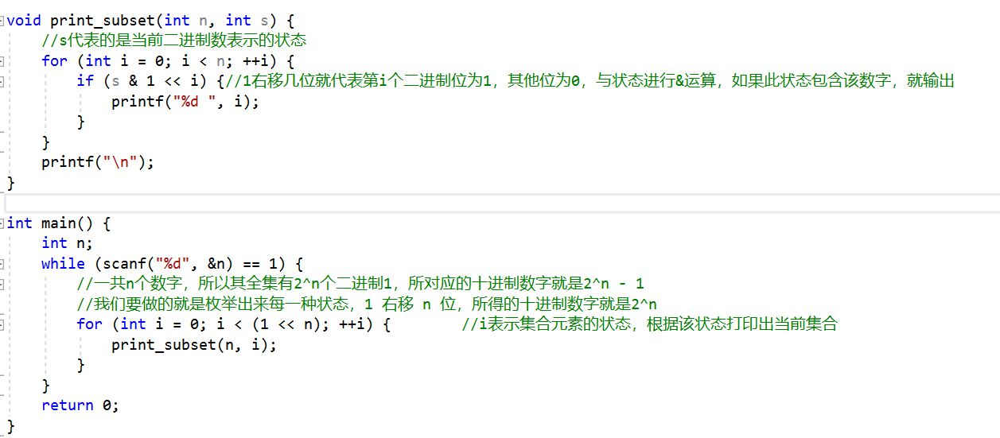 void print_subset(int n, int s) {
//s代表的是当前二进制数表示的状态
for (int i = 0; i < n; ++i) {
if (s & 1 << i) {//1右移几位就代表第i个二进制位为1，其他位为0，与状态进行&运算，如果此状态包含该数字，就输出
printf("%d ", i);
}
}
printf("\n");
}
int main() {
int n;
while (scanf("%d", &n) == 1) {
//一共n个数字，所以其全集有2^n个二进制1，所对应的十进制数字就是2^n - 1
//我们要做的就是枚举出来每一种状态，1 右移 n 位，所得的十进制数字就是2^n
for (int i = 0; i < (1 << n); ++i) { //i表示集合元素的状态，根据该状态打印出当前集合
print_subset(n, i);
}
}
return 0;
}